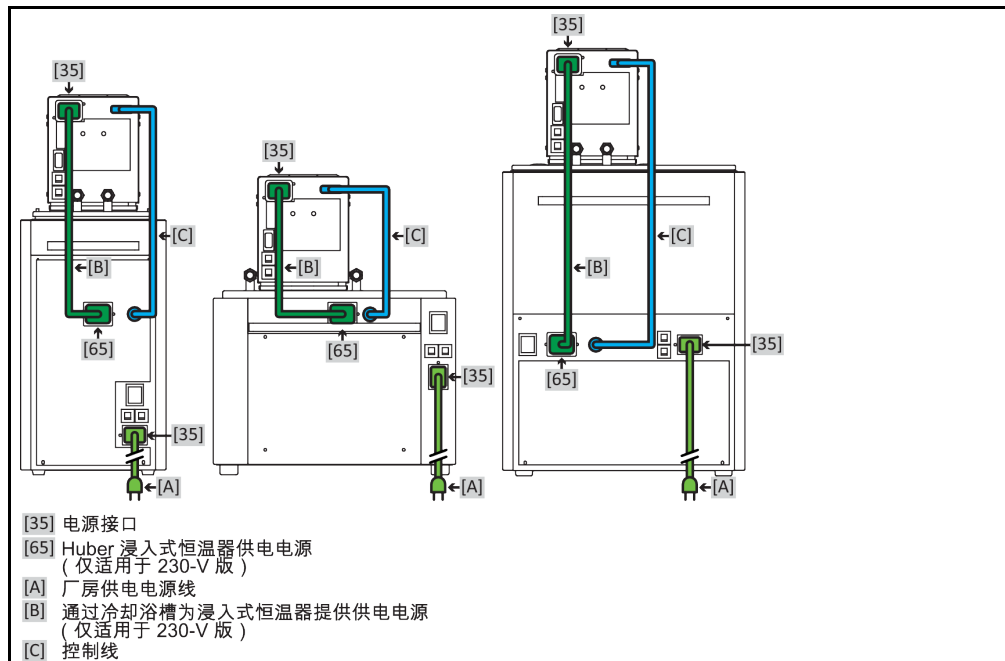 [35]
[35]
[35]
[C]
[B]
[65]
[35]
[A]
[C]
[B]
[65]
[35]
[A]
[C]
[B]
[65]
[35]
[A]
[35] 电源接口
[65] Huber 浸入式恒温器供电电源
( 仅适用于 230-V 版 )
[A] 厂房供电电源线
[B] 通过冷却浴槽为浸入式恒温器提供供电电源
( 仅适用于 230-V 版 )
[C] 控制线